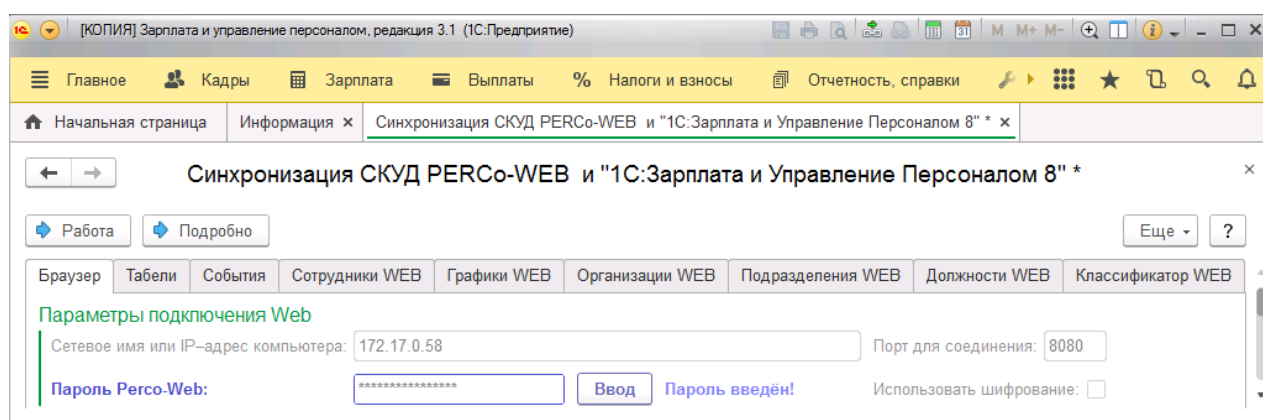 [КОПИЯ] Зарплата и управление персоналом, редакция 3.1 (1С:Предприятие) 31 M M+ M-
Главное Кадры Зарплата Выплаты % Налоги и взносы Отчетность, справки
Начальная страница Информация × Синхронизация СКУД PERCo-WEB и "1С:Зарплата и Управление Персоналом 8" * ×
Синхронизация СКУД PERCo-WEB и "1С:Зарплата и Управление Персоналом 8" *
Работа Подробно Еще ?
Браузер Табели События Сотрудники WEB Графики WEB Организации WEB Подразделения WEB Должности WEB Классификатор WEB
Параметры подключения Web
Сетевое имя или IP–адрес компьютера: 172.17.0.58 Порт для соединения: 8080
Пароль Perco-Web: **************** Ввод Пароль введён! Использовать шифрование: